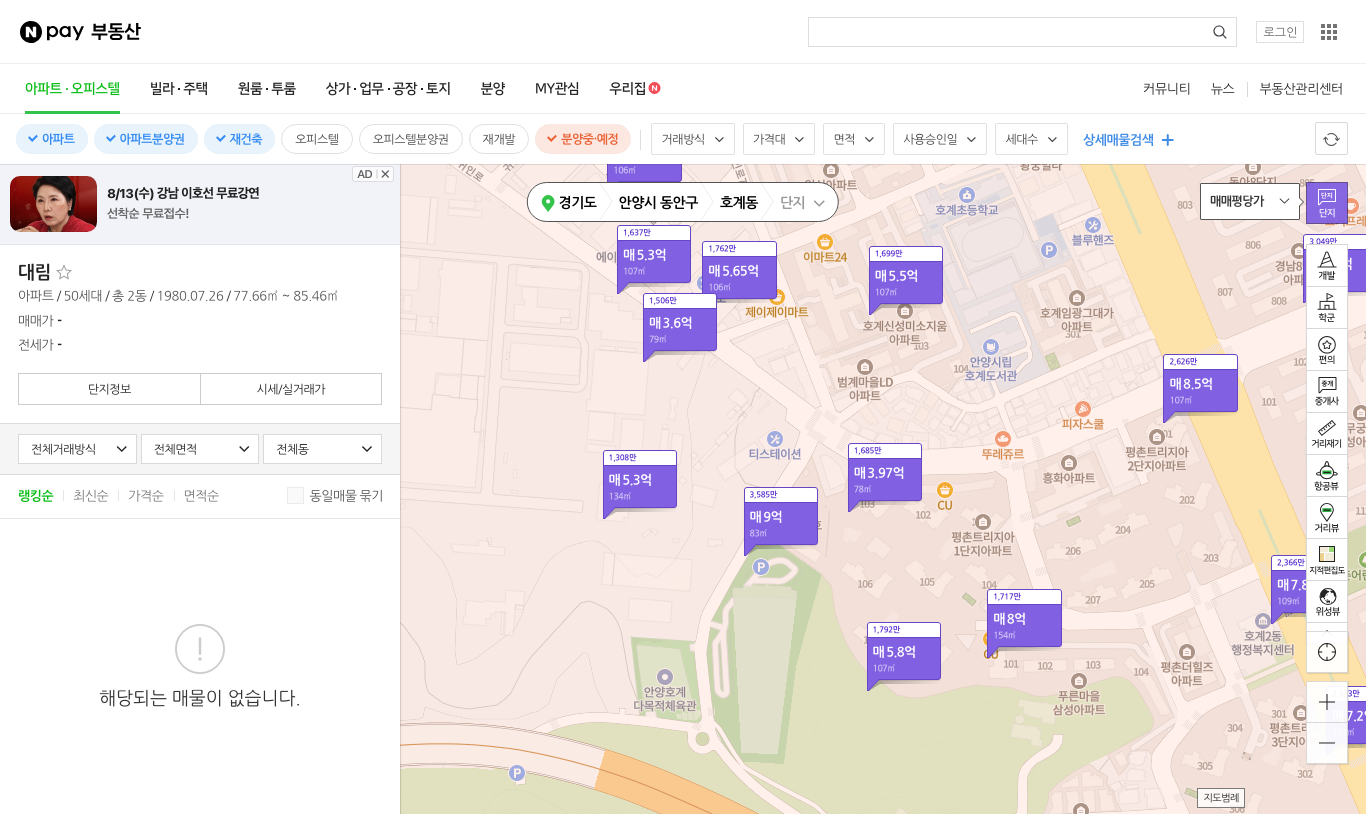 N pay 부동산
로그인
아파트·오피스텔
빌라·주택
원룸·투룸
상가·업무·공장·토지
분양
MY관심
우리집 N
커뮤니티
뉴스
부동산관리센터
아파트
아파트분양권
재건축
오피스텔
오피스텔분양권
재개발
분양중·예정
거래방식
가격대
면적
사용승인일
세대수
상세매물검색
8/13(수) 강남 이호선 무료강연
선착순 무료접수!
AD
대림
아파트 / 50세대 / 총 2동 / 1980.07.26 / 77.66㎡ ~ 85.46㎡
매매가 -
전세가 -
단지정보
시세/실거래가
전체거래방식
전체면적
전체동
랭킹순
최신순
가격순
면적순
동일매물 묶기
해당되는 매물이 없습니다.
경기도
안양시 동안구
호계동
단지
매매평당가
단지
단지
106㎡
1,637만
매5.3억
107㎡
1,762만
매5.65억
106㎡
1,506만
매3.6억
79㎡
1,699만
매5.5억
107㎡
2,626만
매8.5억
107㎡
1,308만
매5.3억
134㎡
1,685만
매3.97억
78㎡
3,585만
매9억
83㎡
1,717만
매8억
154㎡
1,792만
매5.8억
107㎡
2,366만
109㎡
3,049만
이마트24
제이제이마트
호계초등학교
블루핸즈
P
호계신성미소지움
아파트
103
호계임광그대가
아파트
301
안양시립
호계도서관
범계마을LD
아파트
피자스쿨
티스테이션
뚜레쥬르
평촌트리지아
2단지아파트
흥화아파트
CU
103
102
101
평촌트리지아
1단지아파트
P
106
105
104
206
204
202
203
205
207
201
CU
101
102
103
104
호계2동
행정복지센터
평촌더힐즈
아파트
푸른마을
삼성아파트
안양호계
다목적체육관
P
301
304
305
302
평촌트
3단지아
803
806
807
805
동아8단지
경남8
아파
개발
학군
편의
중개
중개사
거리재기
항공뷰
거리뷰
지적편집도
위성뷰
지도범례